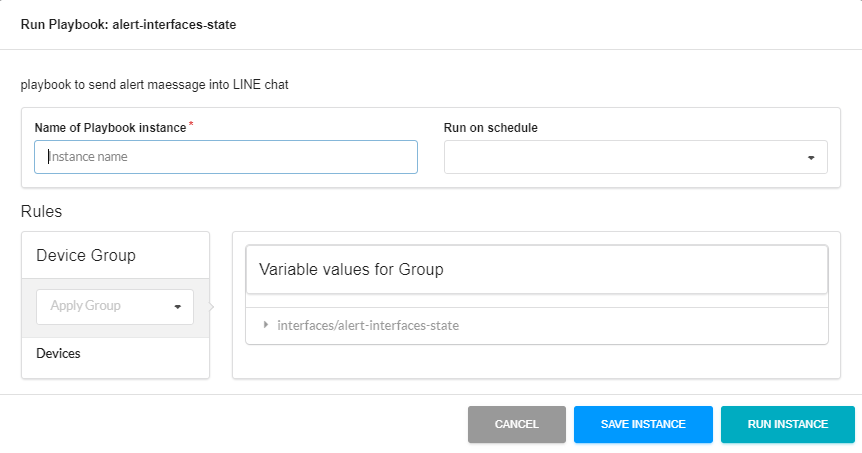 Run Playbook: alert-interfaces-state
playbook to send alert maessage into LINE chat
Name of Playbook instance *
Run on schedule
Instance name
Rules
Device Group
Variable values for Group
Apply Group
interfaces/alert-interfaces-state
Devices
CANCEL
SAVE INSTANCE
RUN INSTANCE